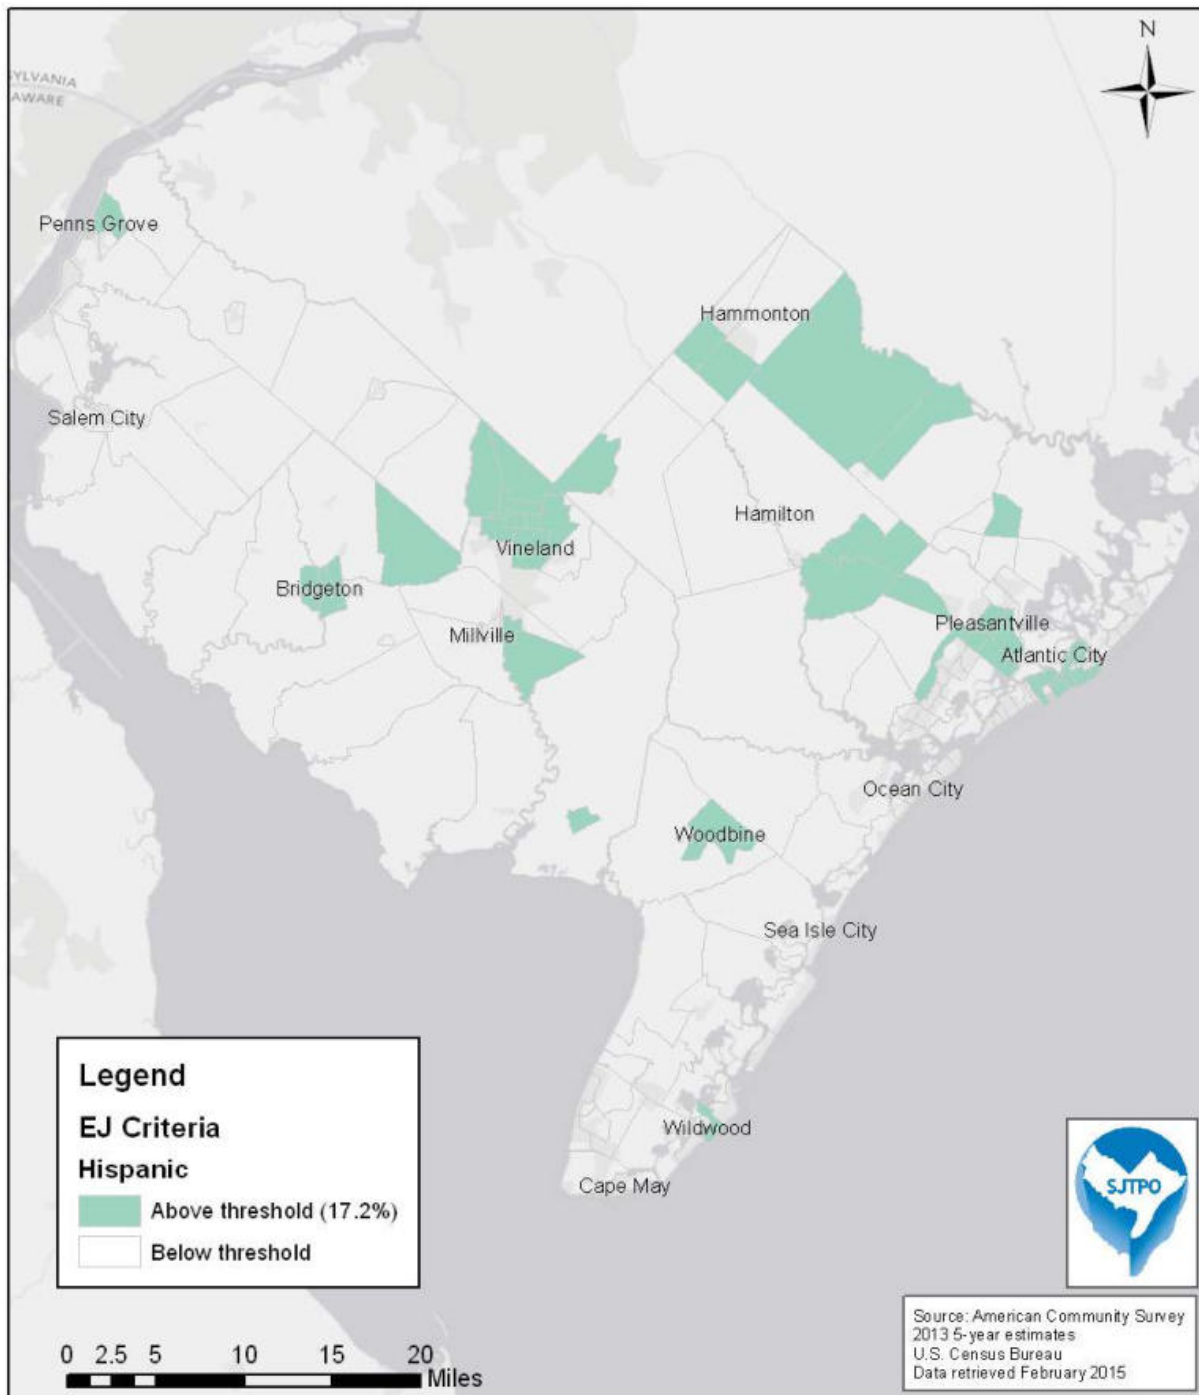 N
SYLVANIA
AWARE
Penns Grove
Hammonton
Salem City
Hamilton
Vineland
Bridgeton
Pleasantville
Millville
Atlantic City
Ocean City
Woodbine
Sea Isle City
Wildwood
Cape May
Legend
EJ Criteria
Hispanic
Above threshold (17.2%)
Below threshold
SJTPO
Source: American Community Survey
2013 5-year estimates
U.S. Census Bureau
Data retrieved February 2015
0 2.5 5 10 15 20
Miles